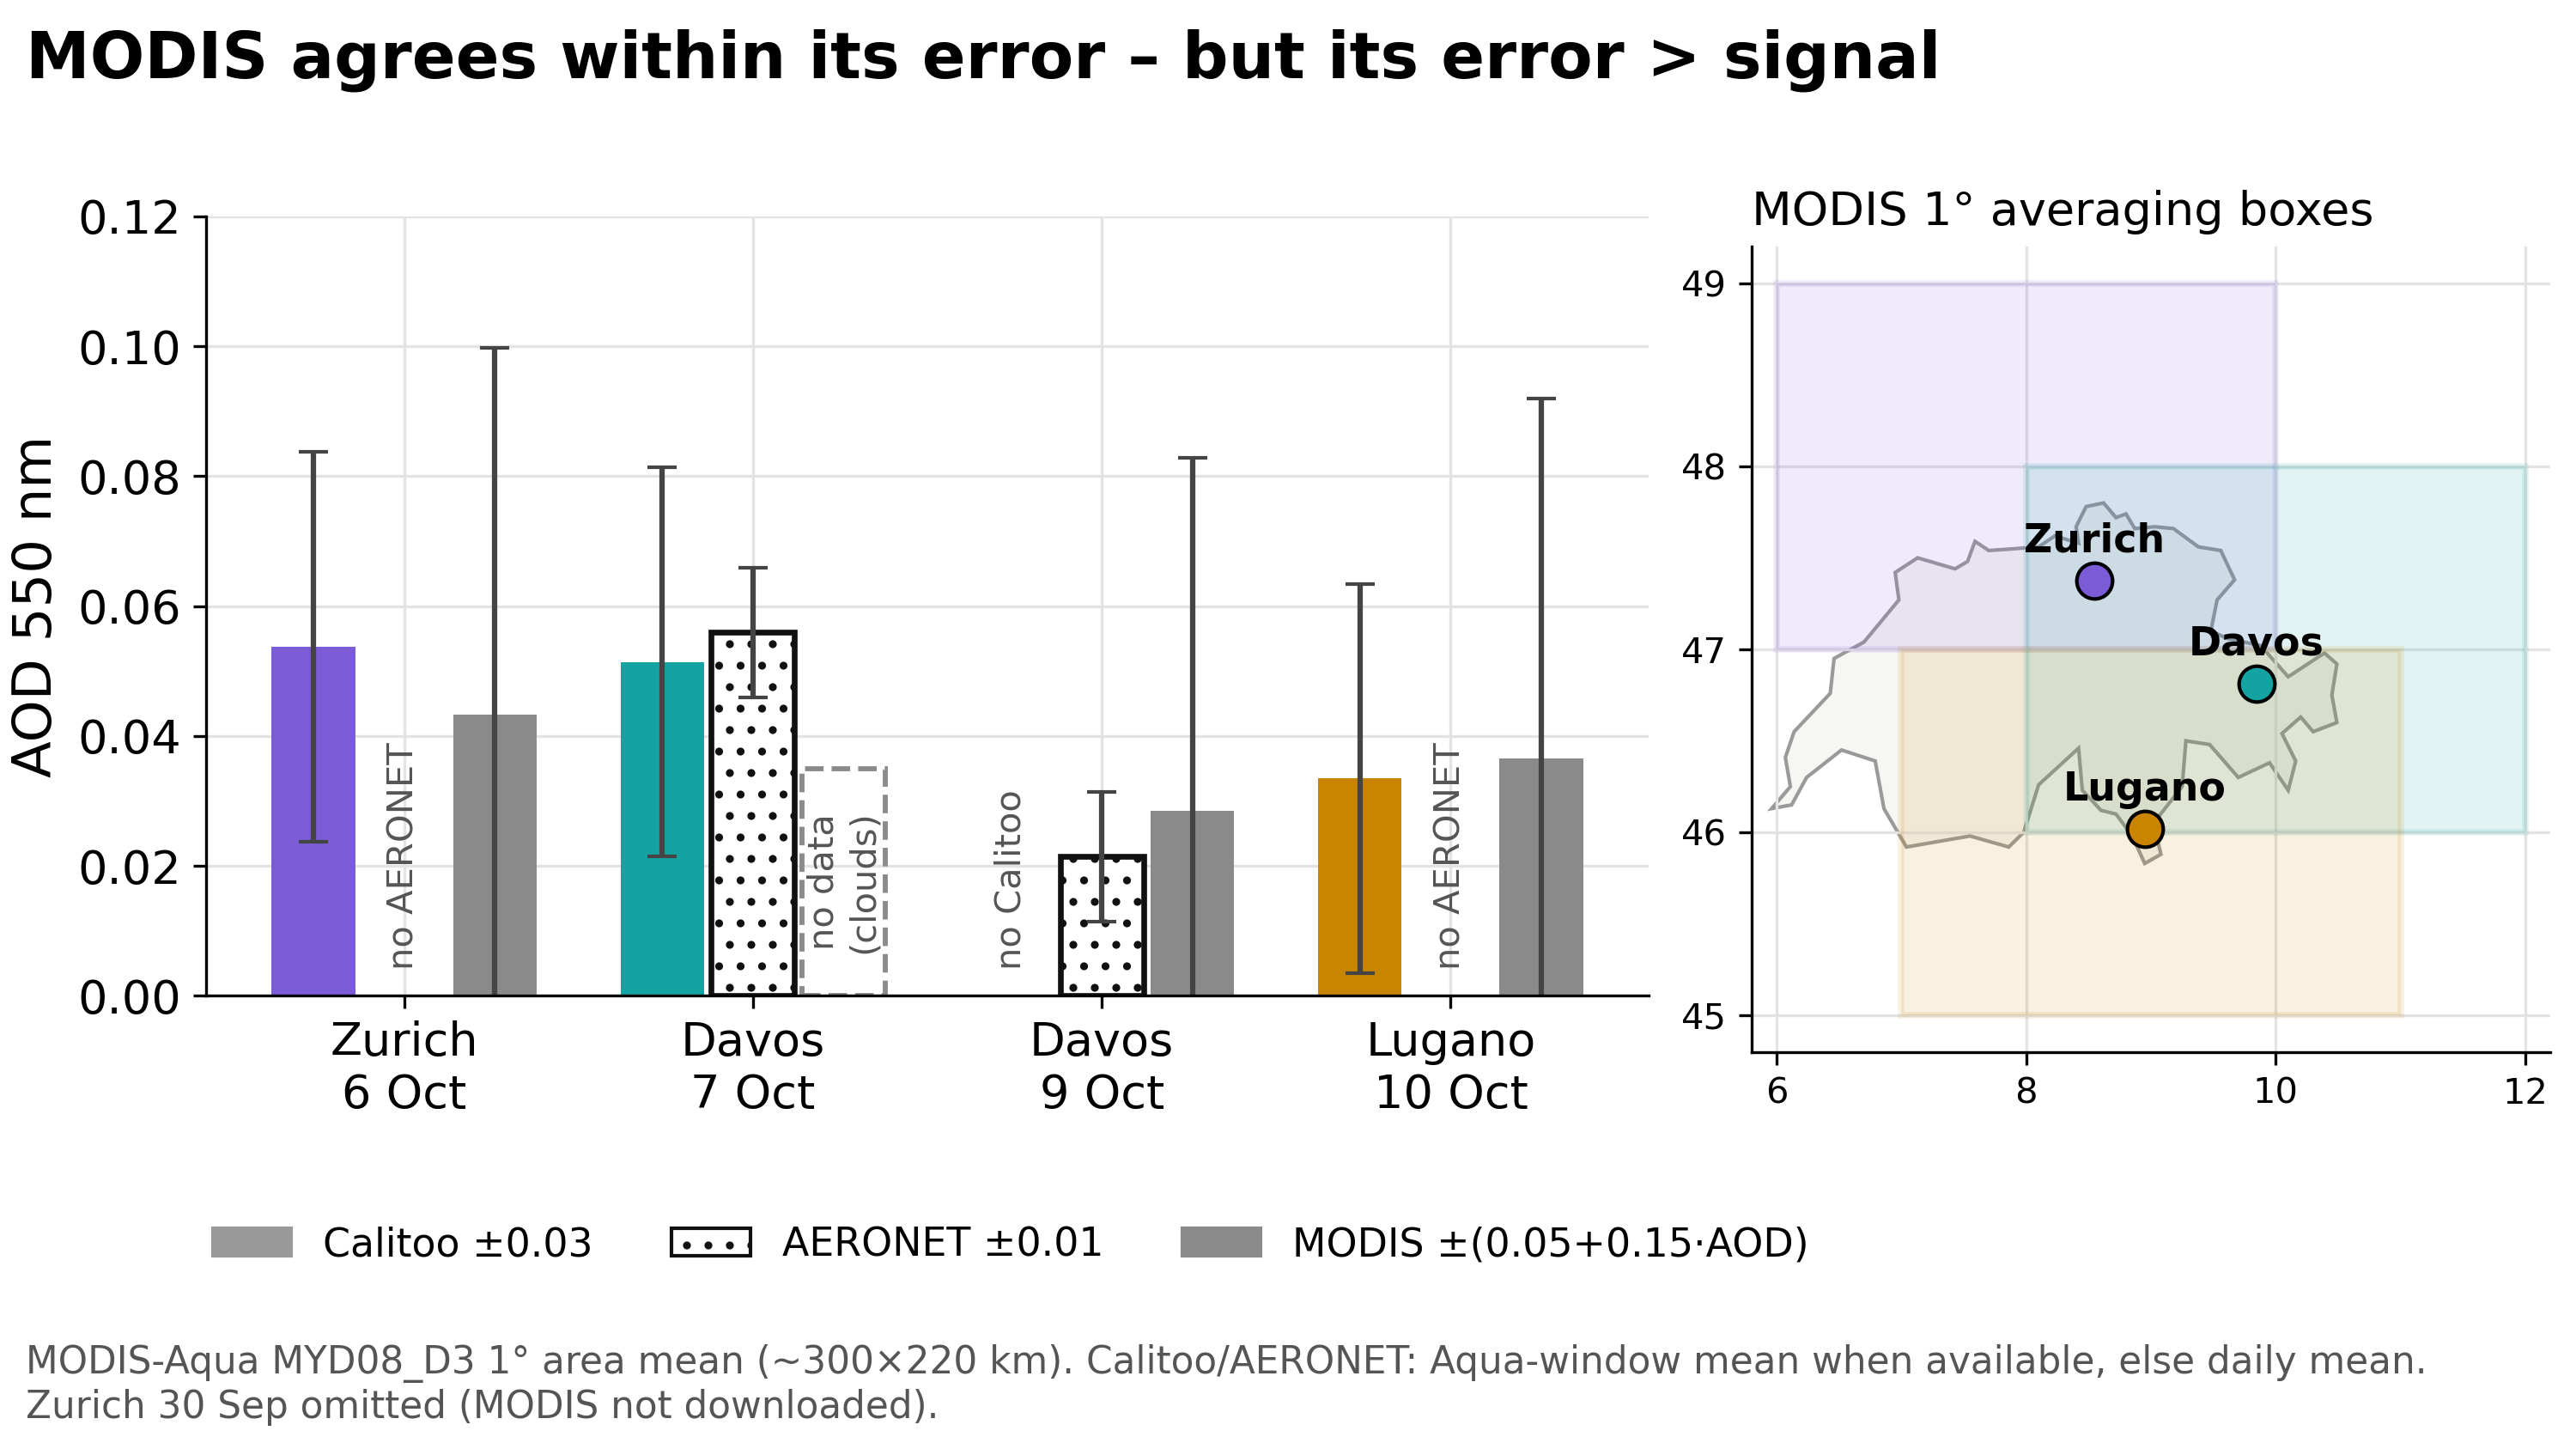 MODIS agrees within its error – but its error > signal
AOD 550 nm
0.12
0.10
0.08
0.06
0.04
0.02
0.00
no AERONET
no data
(clouds)
no Calitoo
no AERONET
Zurich
6 Oct
Davos
7 Oct
Davos
9 Oct
Lugano
10 Oct
MODIS 1° averaging boxes
49
48
47
46
45
Zurich
Davos
Lugano
6
8
10
12
Calitoo ±0.03
AERONET ±0.01
MODIS ±(0.05+0.15·AOD)
MODIS-Aqua MYD08_D3 1° area mean (~300×220 km). Calitoo/AERONET: Aqua-window mean when available, else daily mean.
Zurich 30 Sep omitted (MODIS not downloaded).